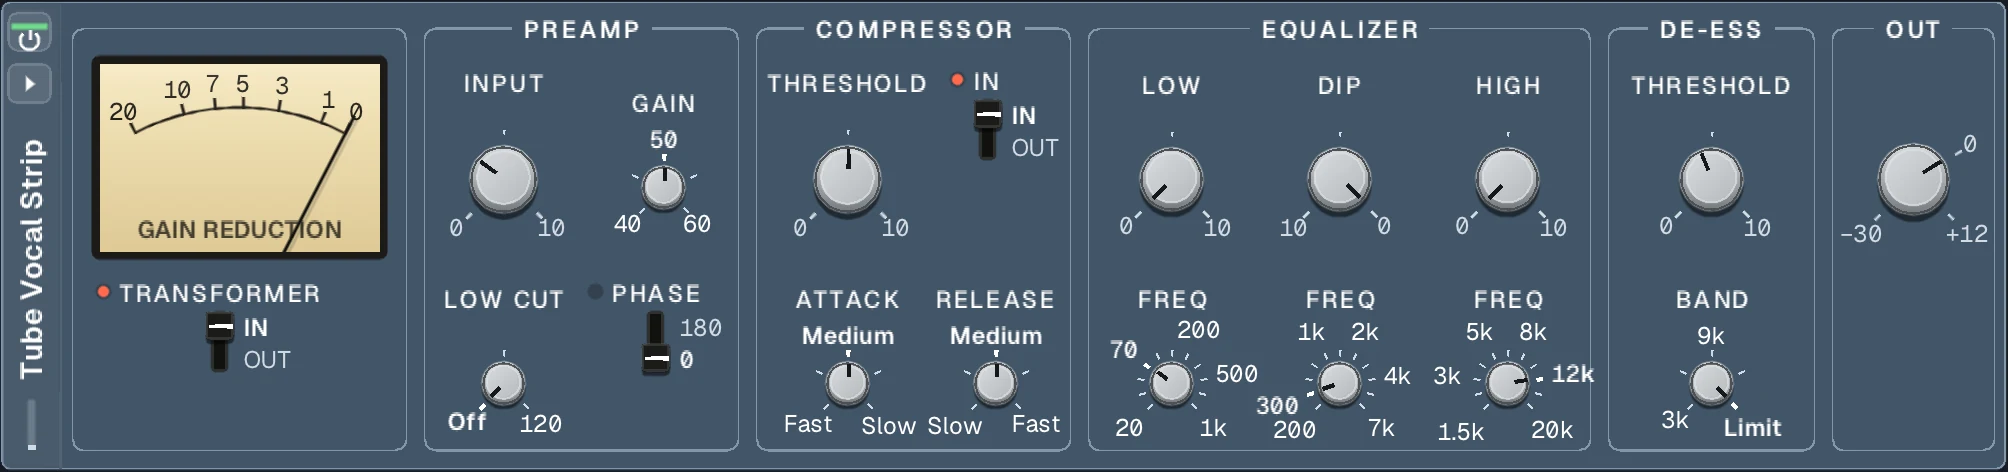 Tube Vocal Strip
20 10 7 5 3 1 0
GAIN REDUCTION
TRANSFORMER
IN
OUT
PREAMP
INPUT
0 10
GAIN
50
40 60
LOW CUT
Off 120
PHASE
180
0
COMPRESSOR
THRESHOLD
0 10
IN
IN
OUT
ATTACK
Medium
Fast Slow
RELEASE
Medium
Slow Fast
EQUALIZER
LOW
0 10
DIP
10 0
HIGH
0 10
FREQ
200
70
500
20 1k
FREQ
1k 2k
4k
300
200 7k
FREQ
5k 8k
3k 12k
1.5k 20k
DE-ESS
THRESHOLD
0 10
BAND
9k
3k
Limit
OUT
0
-30 +12